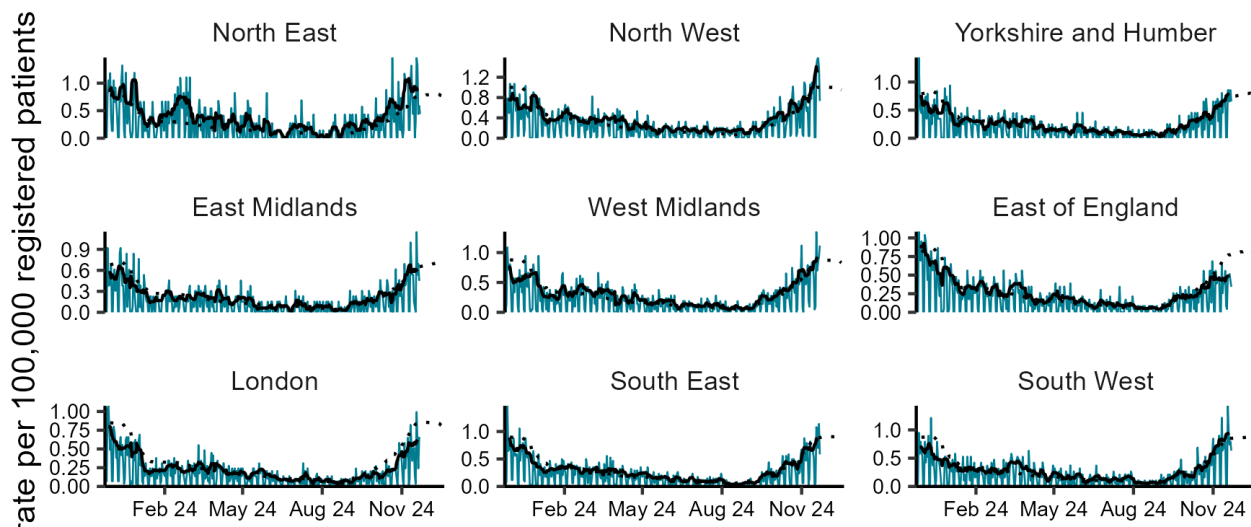 rate per 100,000 registered patients
North East
North West
Yorkshire and Humber
1.0
0.5
0.0
1.2
0.8
0.4
0.0
1.0
0.5
0.0
East Midlands
West Midlands
East of England
0.9
0.6
0.3
0.0
1.0
0.5
0.0
1.00
0.75
0.50
0.25
0.00
London
South East
South West
1.00
0.75
0.50
0.25
0.00
1.0
0.5
0.0
1.0
0.5
0.0
Feb 24 May 24 Aug 24 Nov 24
Feb 24 May 24 Aug 24 Nov 24
Feb 24 May 24 Aug 24 Nov 24